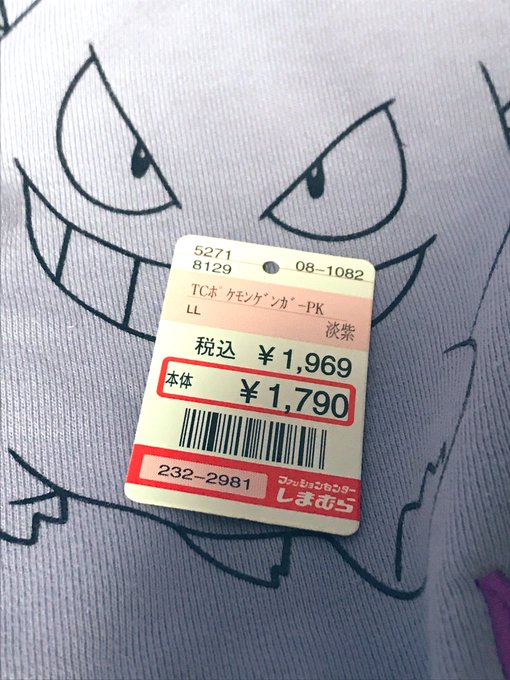 5271
8129 08-1082
TCﾎﾟｹﾓﾝｹﾞﾝｶﾞｰPK
LL
淡紫
税込 ¥1,969
本体 ¥1,790
232-2981
ファッションセンター
しまむら